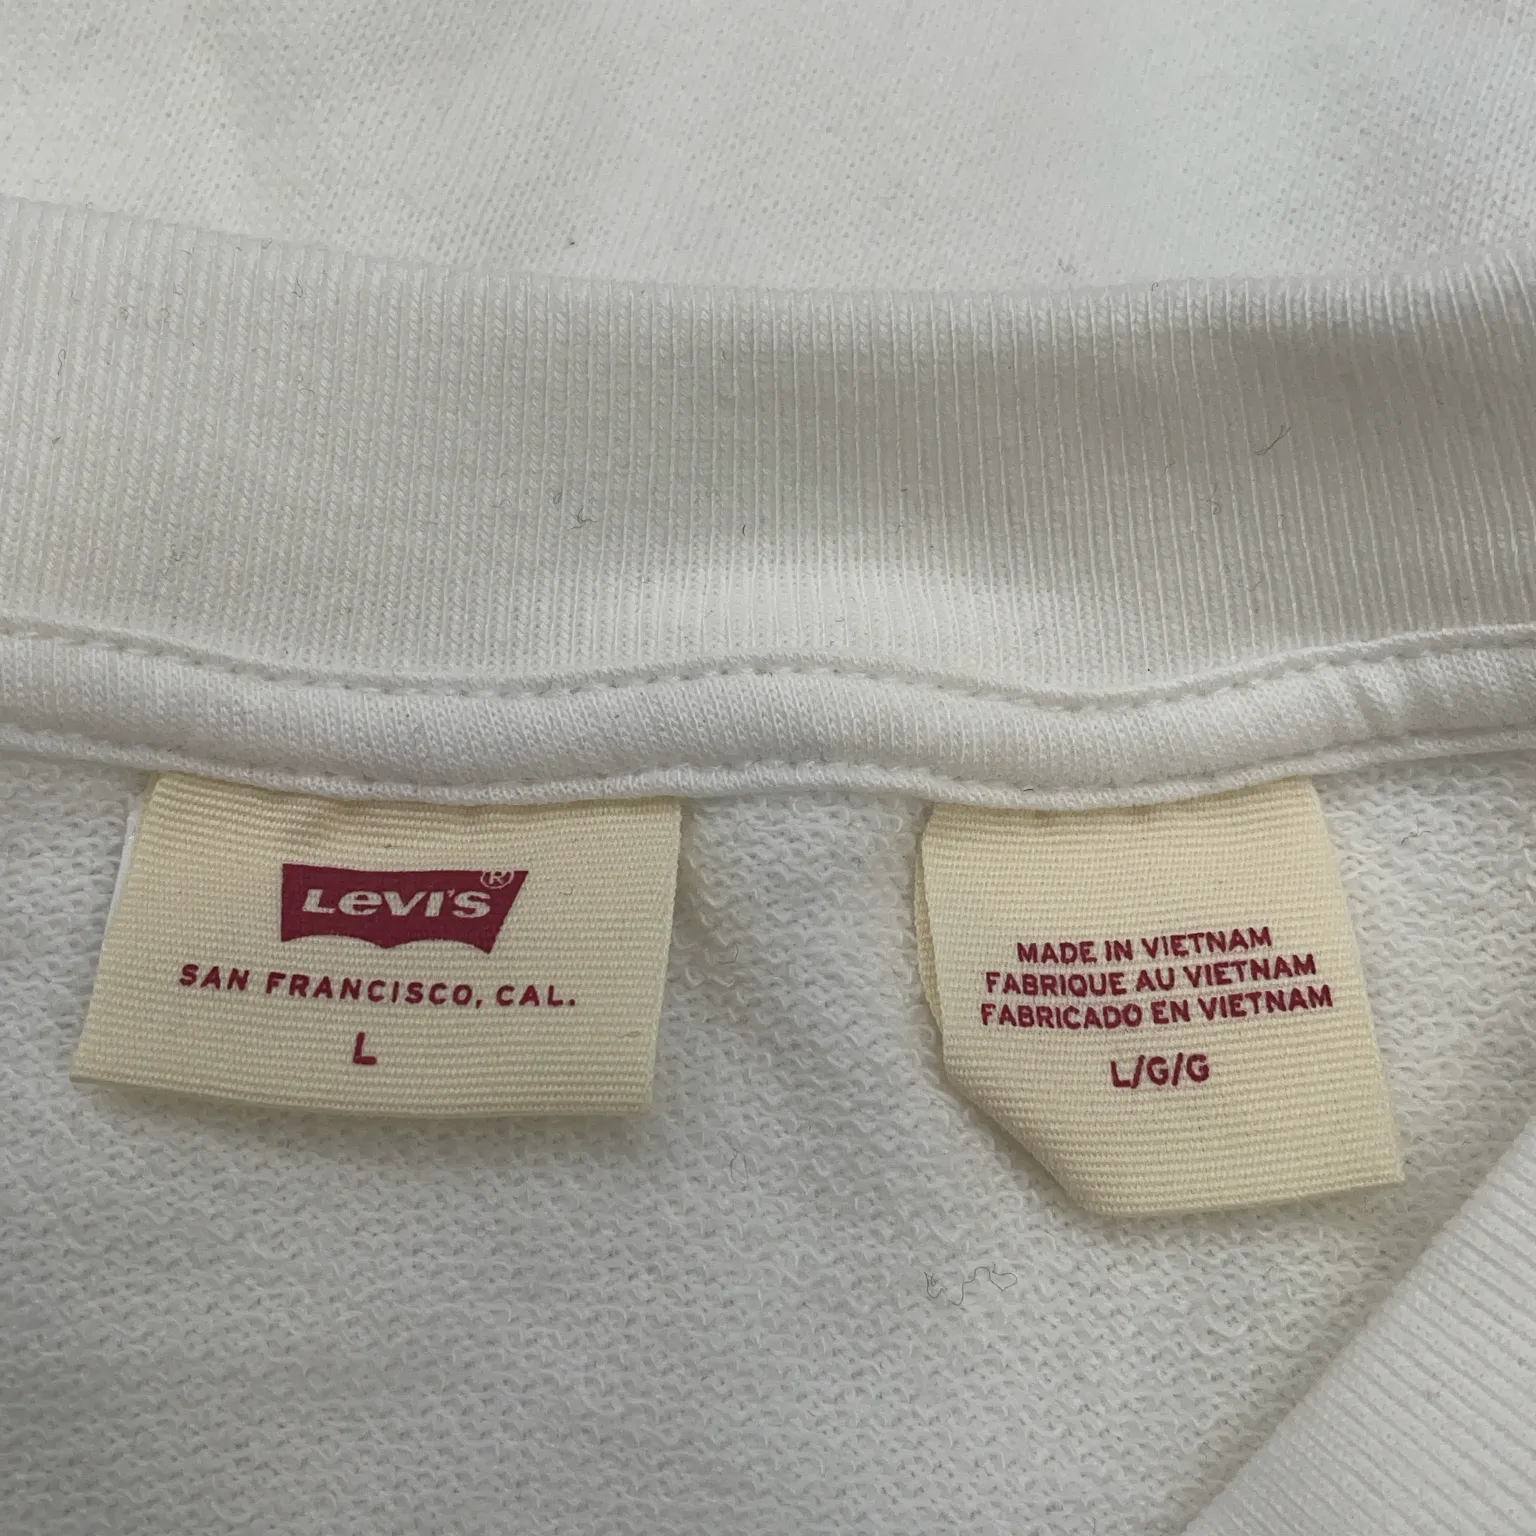 Levi's®
SAN FRANCISCO, CAL.
L
MADE IN VIETNAM
FABRIQUE AU VIETNAM
FABRICADO EN VIETNAM
L/G/G